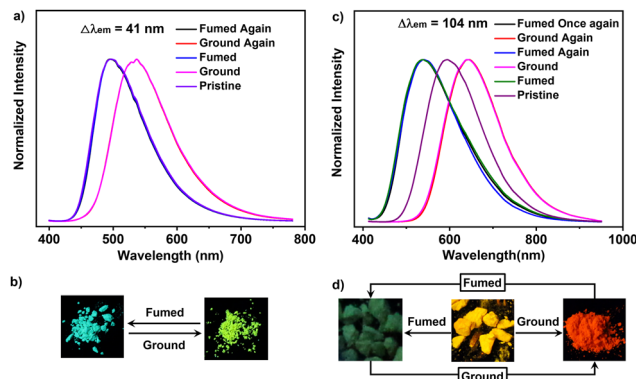 a)
Δλem = 41 nm
Fumed Again
Ground Again
Fumed
Ground
Pristine
Normalized Intensity
400 500 600 700 800
Wavelength (nm)
c)
Δλem = 104 nm
Fumed Once again
Ground Again
Fumed Again
Ground
Fumed
Pristine
Normalized Intensity
400 600 800 1000
Wavelength(nm)
b)
Fumed
Ground
d)
Fumed
Fumed
Ground
Ground